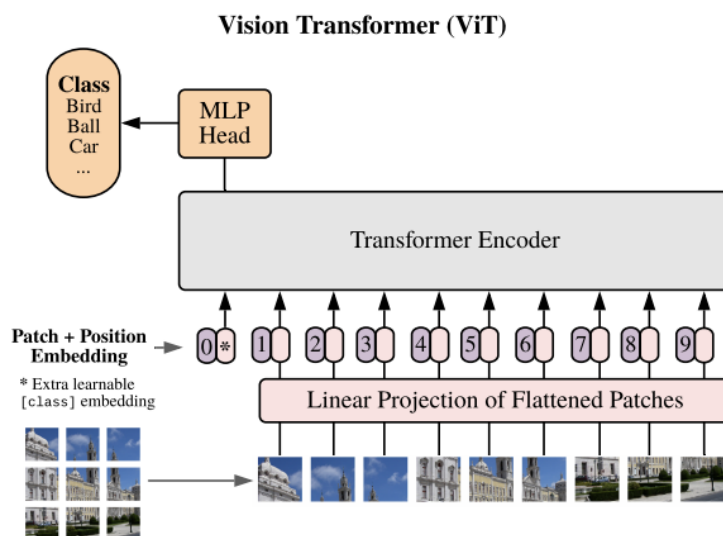 Vision Transformer (ViT)
Class
Bird
Ball
Car
...
MLP
Head
Transformer Encoder
Patch + Position
Embedding
0 * 1 2 3 4 5 6 7 8 9
* Extra learnable
[class] embedding
Linear Projection of Flattened Patches